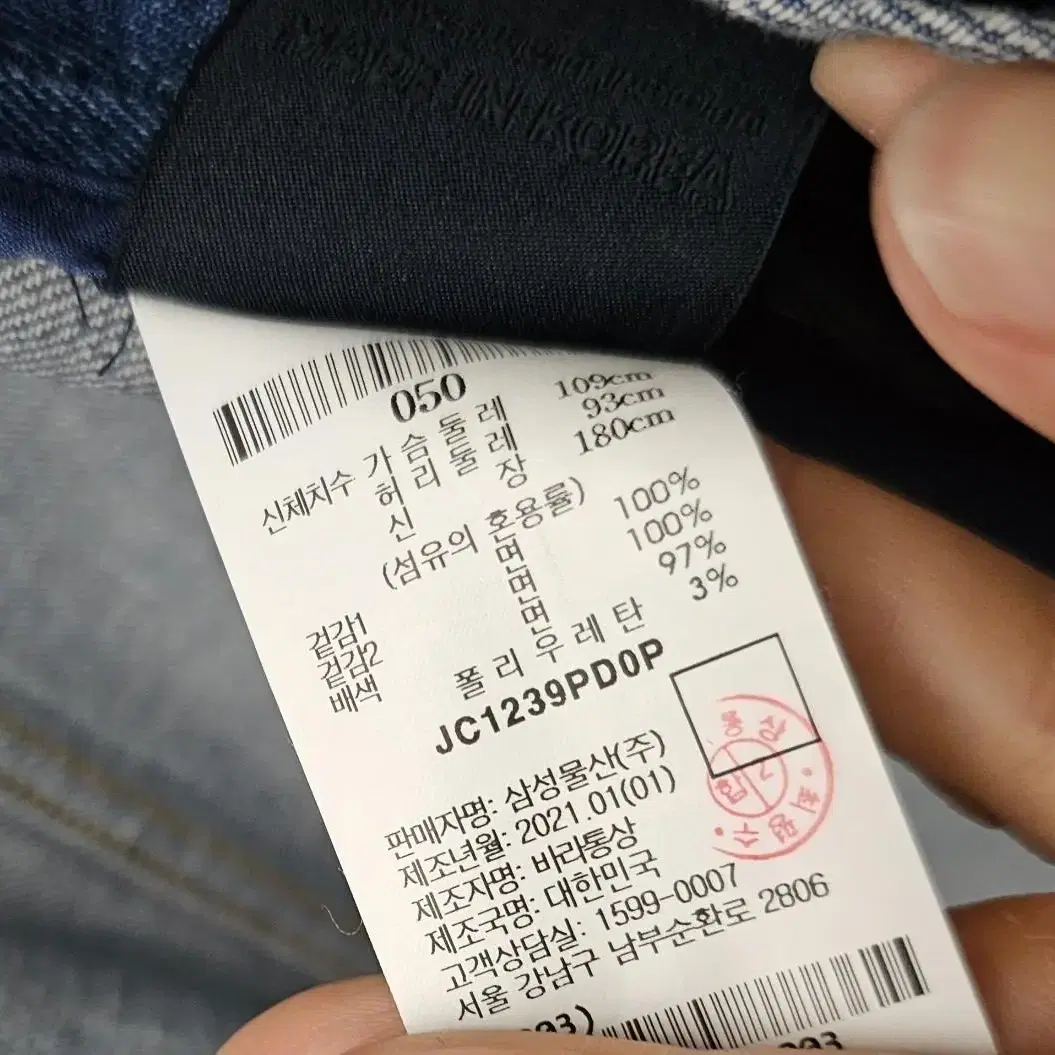 MADE IN KOREA
050
신체치수 가슴둘레 109cm
허리둘레 93cm
신장 180cm
(섬유의 혼용률)
겉감1 면 100%
겉감2 면 100%
배색 면 97%
폴리우레탄 3%
JC1239PD0P
판매자명: 삼성물산(주)
제조년월: 2021.01(01)
제조자명: 바라통상
제조국명: 대한민국
고객상담실: 1599-0007
서울 강남구 남부순환로 2806